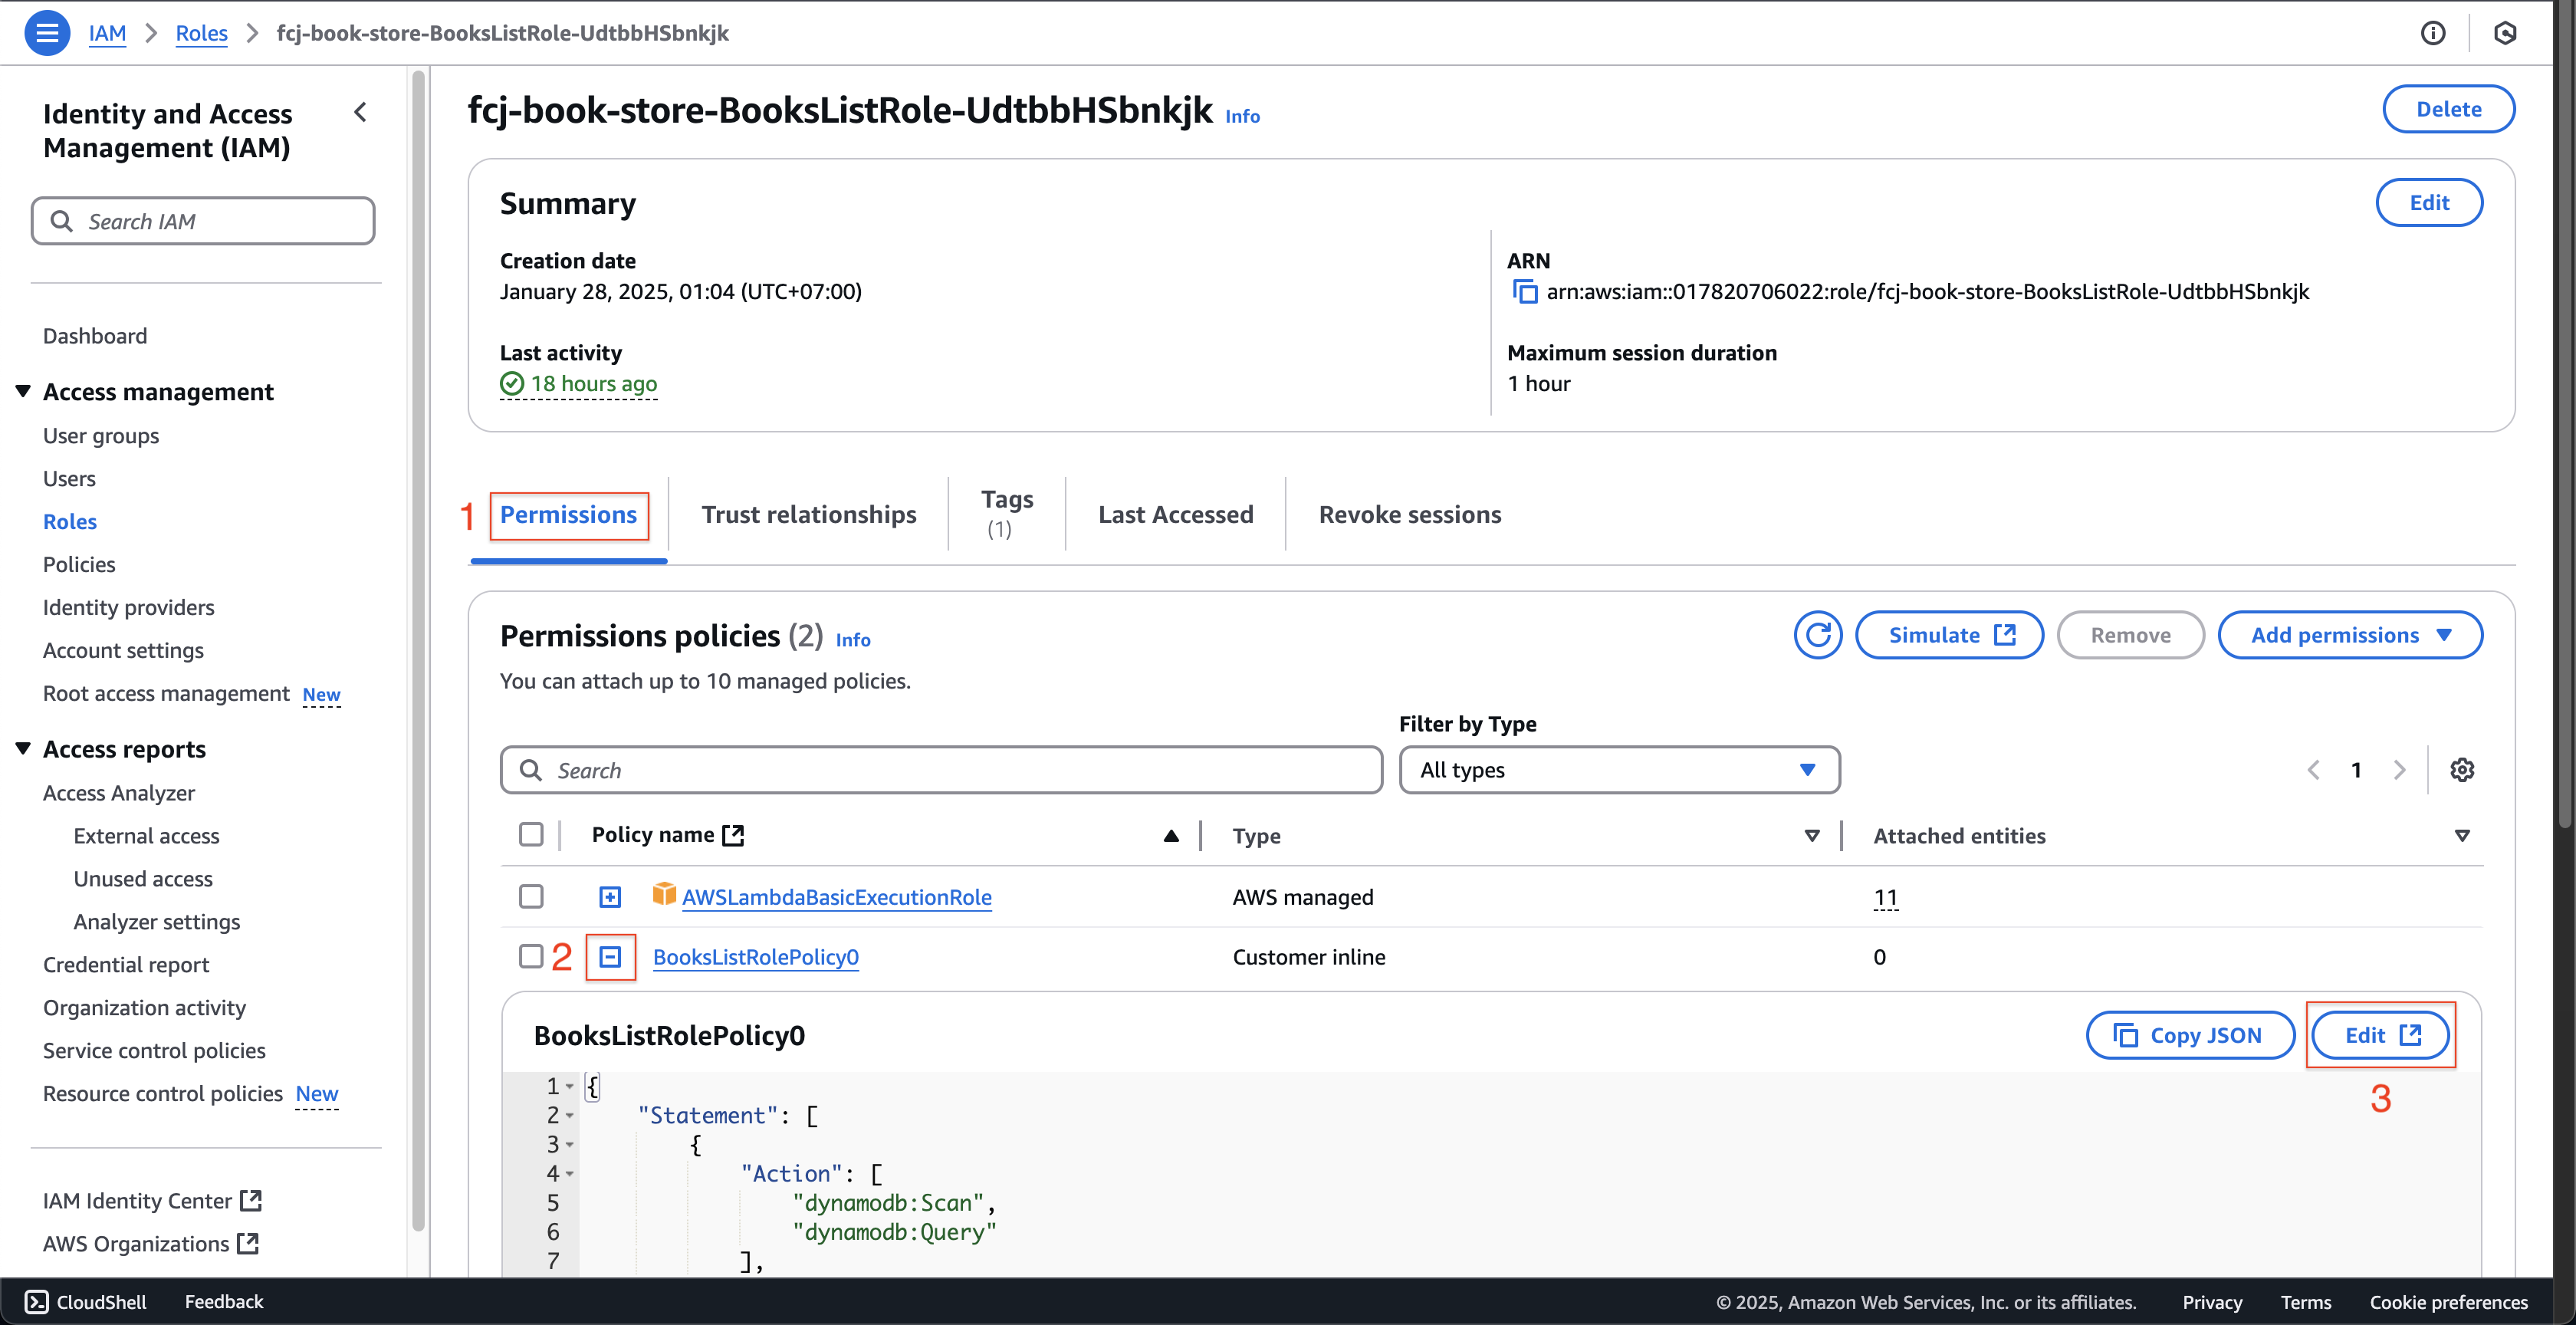 IAM > Roles > fcj-book-store-BooksListRole-UdtbbHSbnkjk
Identity and Access
Management (IAM)
Search IAM
Dashboard
Access management
User groups
Users
Roles
Policies
Identity providers
Account settings
Root access management New
Access reports
Access Analyzer
External access
Unused access
Analyzer settings
Credential report
Organization activity
Service control policies
Resource control policies New
IAM Identity Center
AWS Organizations
fcj-book-store-BooksListRole-UdtbbHSbnkjk Info
Delete
Summary
Edit
Creation date
January 28, 2025, 01:04 (UTC+07:00)
ARN
arn:aws:iam::017820706022:role/fcj-book-store-BooksListRole-UdtbbHSbnkjk
Last activity
18 hours ago
Maximum session duration
1 hour
1 Permissions
Trust relationships
Tags
(1)
Last Accessed
Revoke sessions
Permissions policies (2) Info
Simulate
Remove
Add permissions
You can attach up to 10 managed policies.
Filter by Type
Search
All types
1
Policy name Type Attached entities
AWSLambdaBasicExecutionRole AWS managed 11
2 BooksListRolePolicy0 Customer inline 0
BooksListRolePolicy0
Copy JSON
Edit
3
1 {
2 "Statement": [
3 {
4 "Action": [
5 "dynamodb:Scan",
6 "dynamodb:Query"
7 ],
CloudShell Feedback © 2025, Amazon Web Services, Inc. or its affiliates. Privacy Terms Cookie preferences